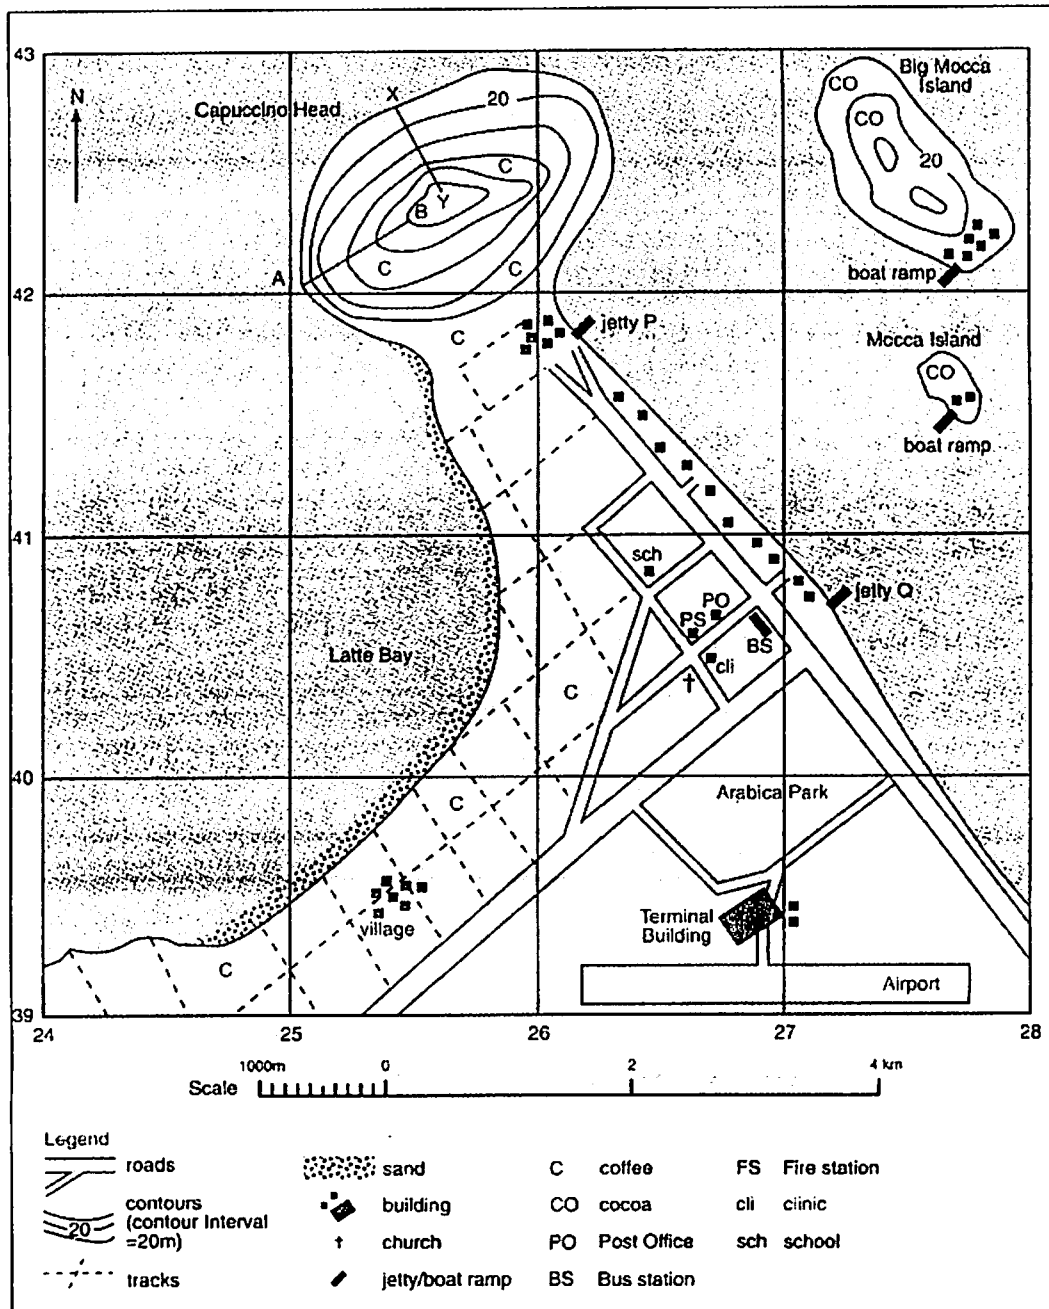 43
N
X
Capuccino Head
20
C
B
Y
C
C
A
Big Mocca
Island
CO
CO
20
boat ramp
42
C
jetty P
Mocca Island
CO
boat ramp
41
sch
PO
PS
BS
cli
jetty Q
Latte Bay
C
40
C
Arabica Park
village
C
Terminal
Building
Airport
39
24
25
26
27
28
Scale
1000m
0
2
4 km
Legend
roads
contours
(contour Interval
=20m)
20
tracks
sand
building
church
jetty/boat ramp
C coffee
CO cocoa
PO Post Office
BS Bus station
FS Fire station
cli clinic
sch school